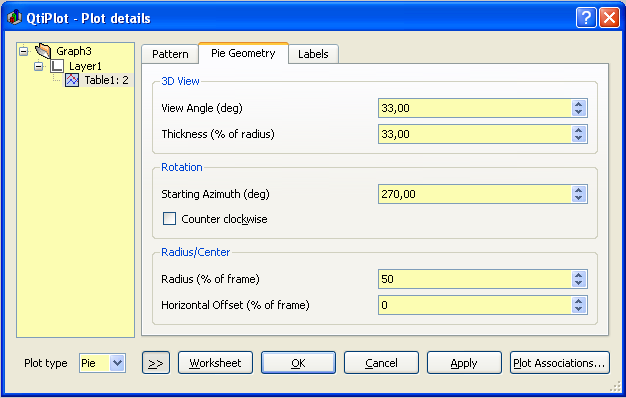 QtiPlot - Plot details
Graph3
Layer1
Table1: 2
Pattern
Pie Geometry
Labels
3D View
View Angle (deg)
33,00
Thickness (% of radius)
33,00
Rotation
Starting Azimuth (deg)
270,00
Counter clockwise
Radius/Center
Radius (% of frame)
50
Horizontal Offset (% of frame)
0
Plot type
Pie
>>
Worksheet
OK
Cancel
Apply
Plot Associations...